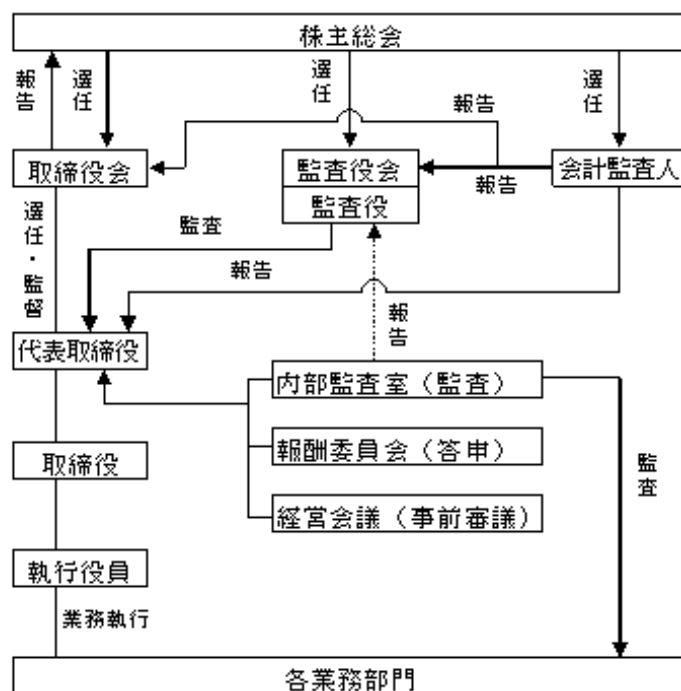 株主総会
報告
選任
選任
選任
報告
取締役会
監査役会
報告
会計監査人
監査役
選任・監督
監査
報告
報告
代表取締役
内部監査室(監査)
取締役
報酬委員会(答申)
監査
経営会議(事前審議)
執行役員
業務執行
各業務部門